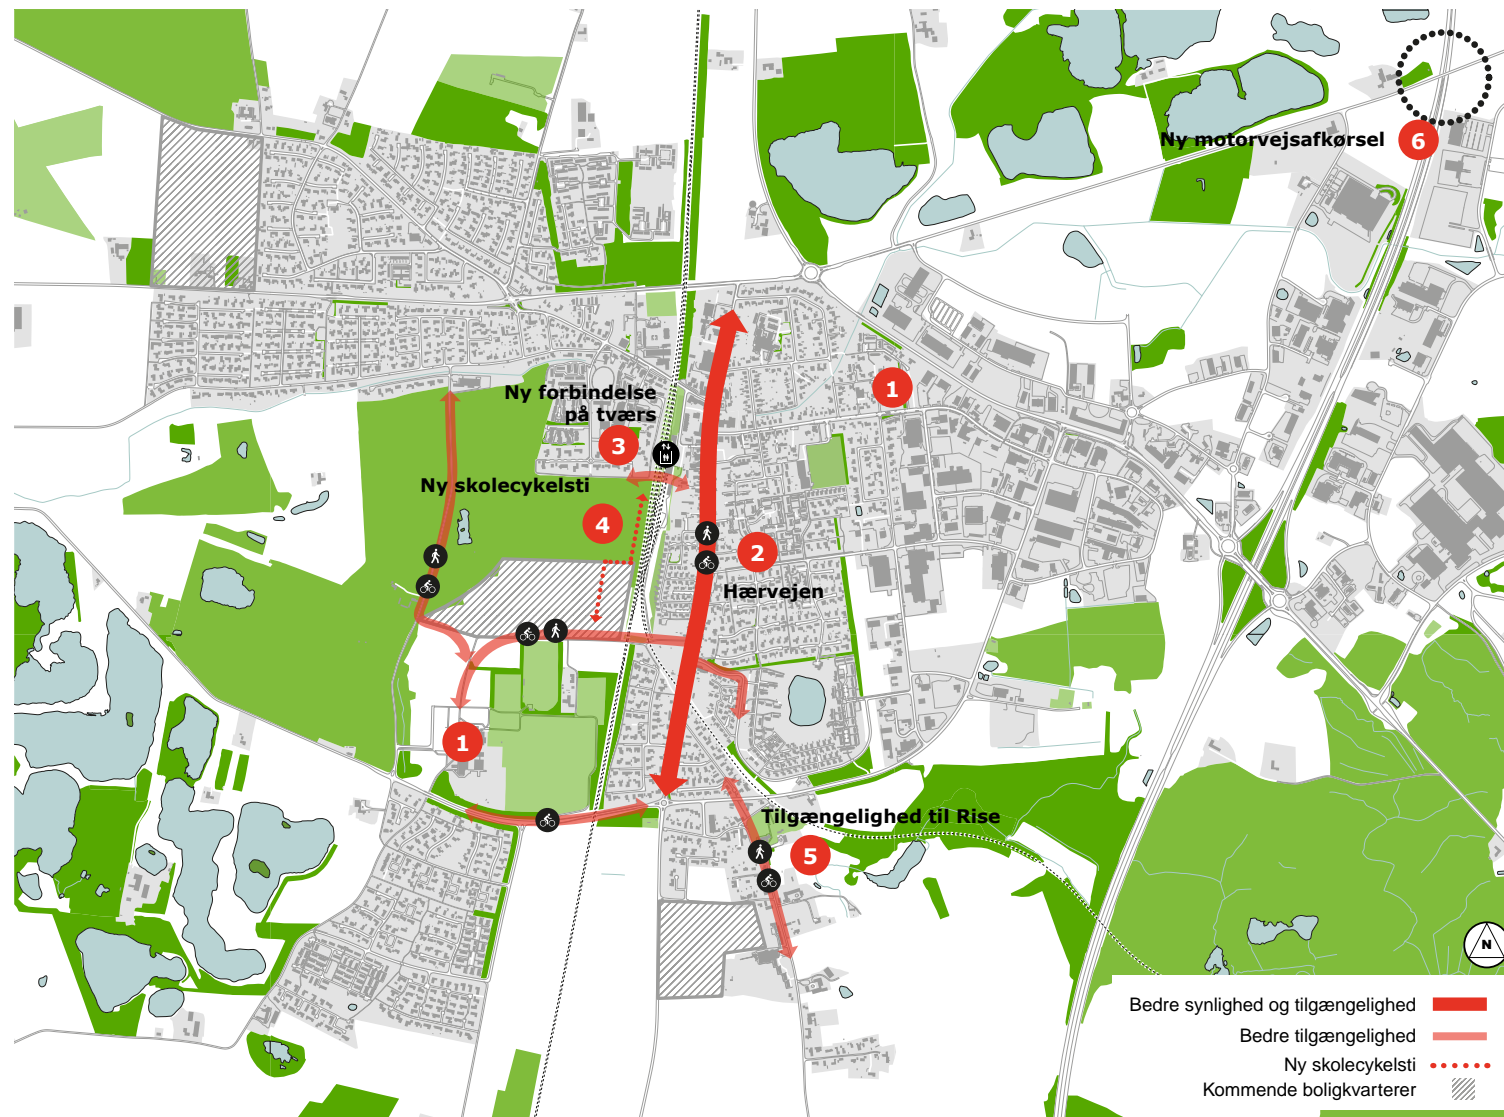 Ny motorvejsafkørsel
6
1
Ny forbindelse
på tværs
3
Ny skolecykelsti
4
2
Hærvejen
1
Tilgængelighed til Rise
5
N
Bedre synlighed og tilgængelighed
Bedre tilgængelighed
Ny skolecykelsti
Kommende boligkvarterer